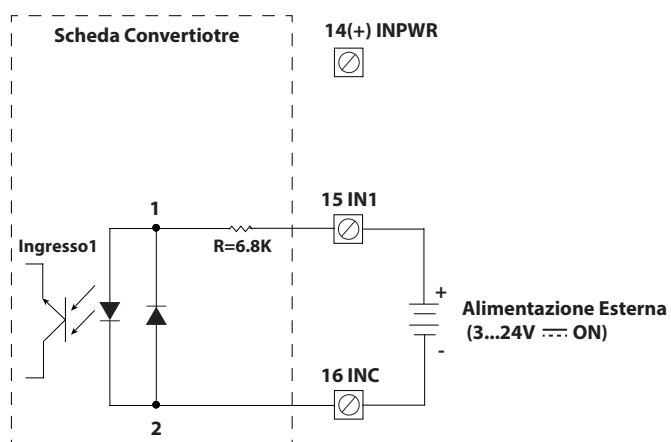 Scheda Convertiotre
14(+) INPWR
1
15 IN1
Ingresso1
R=6.8K
+
Alimentazione Esterna
(3...24V ⎓ ON)
-
16 INC
2